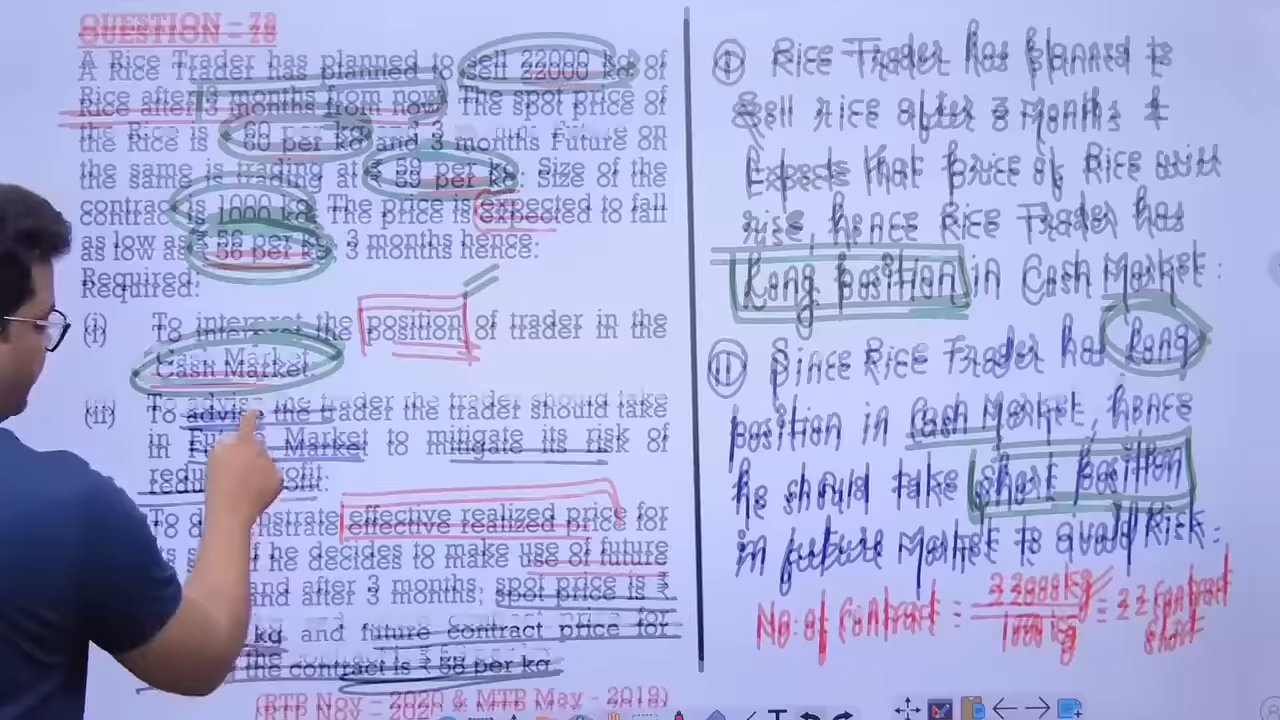 QUESTION - 78
A Rice Trader has planned to sell 22000 kg of
Rice after 3 months from now. The spot price of
the Rice is 60 per kg and 3 months Future on
the same is trading at ₹ 59 per kg. Size of the
contract is 1000 kg. The price is expected to fall
as low as ₹ 56 per kg, 3 months hence.
Required:
(i) To interpret the position of trader in the
Cash Market.
(ii) To advise the trader the trader should take
in Future Market to mitigate its risk of
reduced profit.
To demonstrate effective realized price for
its sale if he decides to make use of future
and after 3 months, spot price is ₹
kg and future contract price for
the contract is ₹ 58 per kg.
(RTP Nov - 2020 & MTP May - 2019)
I Rice Trader has planned to
Sell rice after 3 Months &
Expects that price of Rice will
rise, hence Rice Trader has
Long position in Cash Market.
II Since Rice Trader has Long
position in Cash Market, hence
he should take short position
in future Market to avoid Risk.
No. of Contract = 22000 kg / 1000 kg = 22 Contract
short